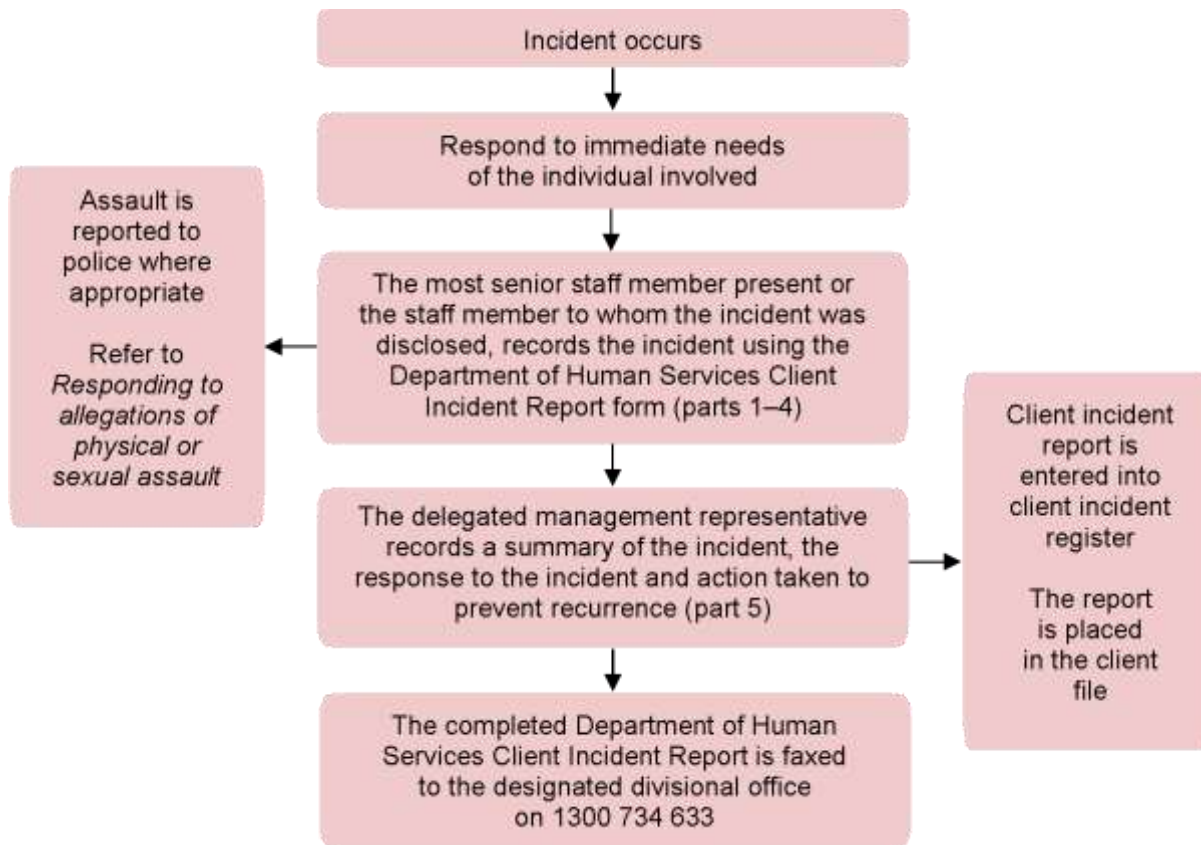 Incident occurs
Respond to immediate needs
of the individual involved
Assault is
reported to
police where
appropriate
Refer to
Responding to
allegations of
physical or
sexual assault
The most senior staff member present or
the staff member to whom the incident was
disclosed, records the incident using the
Department of Human Services Client
Incident Report form (parts 1–4)
The delegated management representative
records a summary of the incident, the
response to the incident and action taken to
prevent recurrence (part 5)
Client incident
report is
entered into
client incident
register
The report
is placed
in the client
file
The completed Department of Human
Services Client Incident Report is faxed
to the designated divisional office
on 1300 734 633